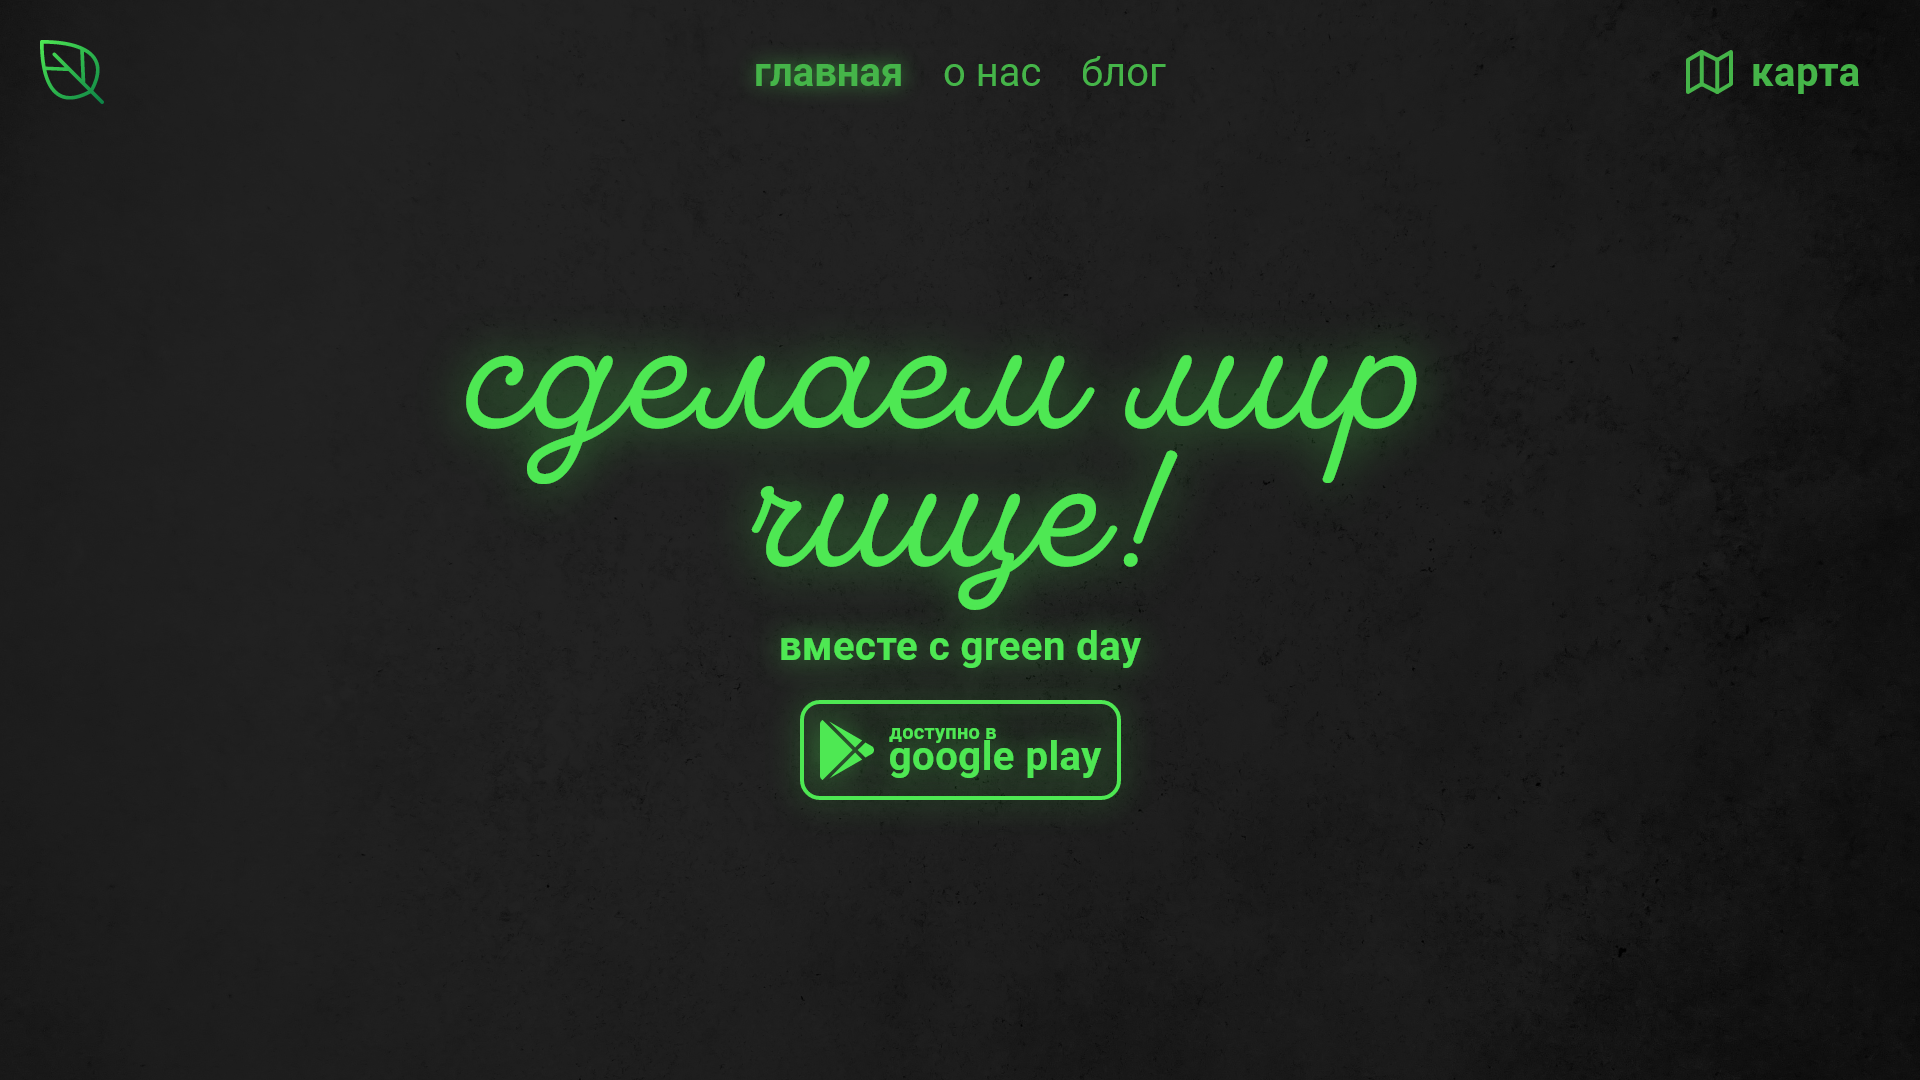 главная о нас блог
карта
сделаем мир
чище!
вместе с green day
доступно в
google play